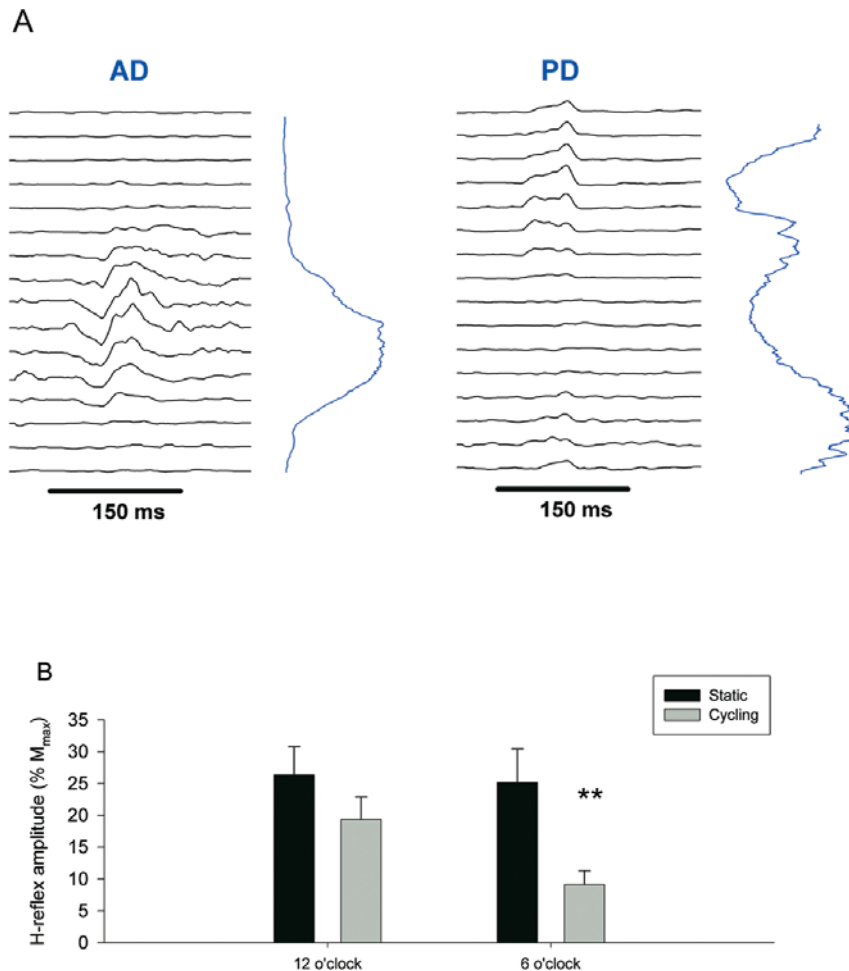 A
AD PD
150 ms 150 ms
B
Static
Cycling
H-reflex amplitude (% Mmax)
35
30
25
20
15
10
5
0
**
12 o'clock 6 o'clock